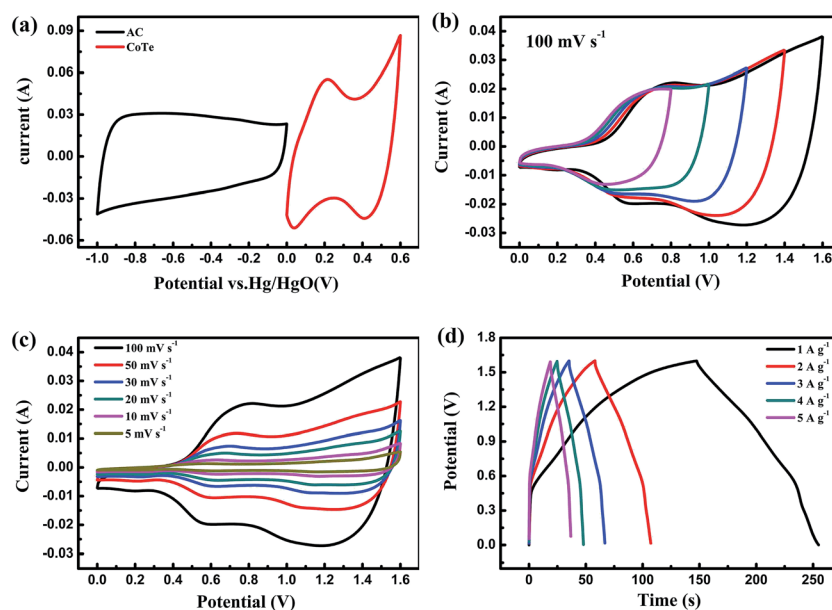 (a)
AC
CoTe
current (A)
0.09
0.06
0.03
0.00
-0.03
-0.06
-1.0 -0.8 -0.6 -0.4 -0.2 0.0 0.2 0.4 0.6
Potential vs.Hg/HgO(V)
(b)
100 mV s⁻¹
Current (A)
0.04
0.03
0.02
0.01
0.00
-0.01
-0.02
-0.03
0.0 0.2 0.4 0.6 0.8 1.0 1.2 1.4 1.6
Potential (V)
(c)
100 mV s⁻¹
50 mV s⁻¹
30 mV s⁻¹
20 mV s⁻¹
10 mV s⁻¹
5 mV s⁻¹
Current (A)
0.04
0.03
0.02
0.01
0.00
-0.01
-0.02
-0.03
0.0 0.2 0.4 0.6 0.8 1.0 1.2 1.4 1.6
Potential (V)
(d)
1 A g⁻¹
2 A g⁻¹
3 A g⁻¹
4 A g⁻¹
5 A g⁻¹
Potential (V)
1.8
1.5
1.2
0.9
0.6
0.3
0.0
0 50 100 150 200 250
Time (s)